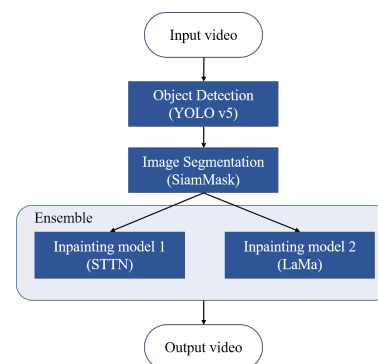 Input video
Object Detection
(YOLO v5)
Image Segmentation
(SiamMask)
Ensemble
Inpainting model 1
(STTN)
Inpainting model 2
(LaMa)
Output video